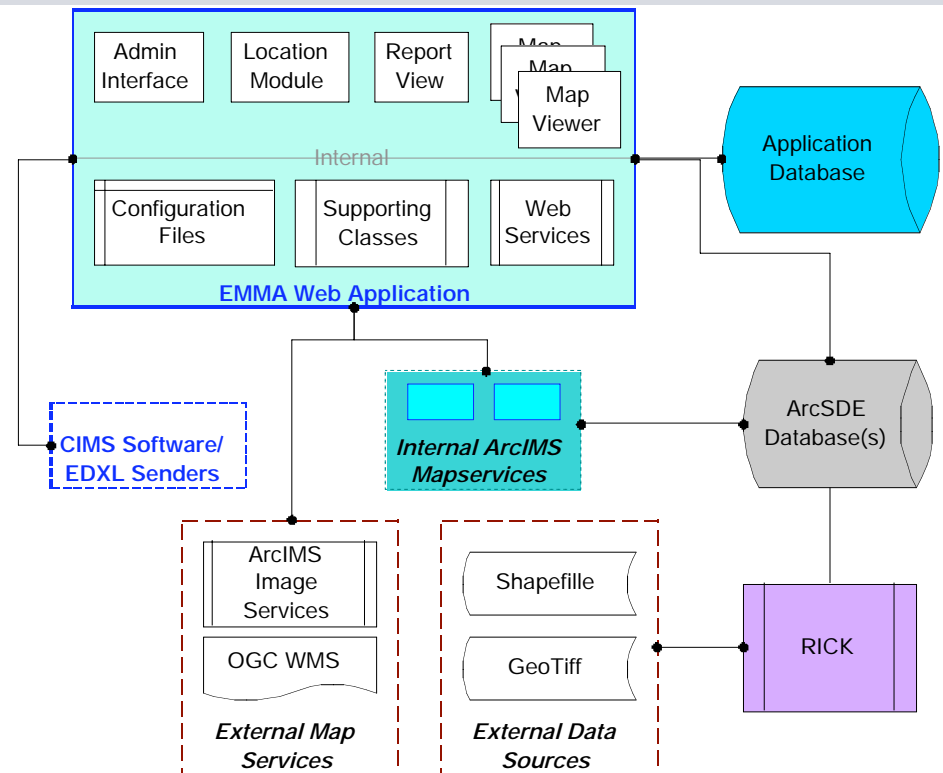 Admin
Interface
Location
Module
Report
View
Map
Map
Map
Viewer
Internal
Configuration
Files
Supporting
Classes
Web
Services
EMMA Web Application
Application
Database
CIMS Software/
EDXL Senders
Internal ArcIMS
Mapservices
ArcSDE
Database(s)
ArcIMS
Image
Services
OGC WMS
External Map
Services
Shapefille
GeoTiff
External Data
Sources
RICK